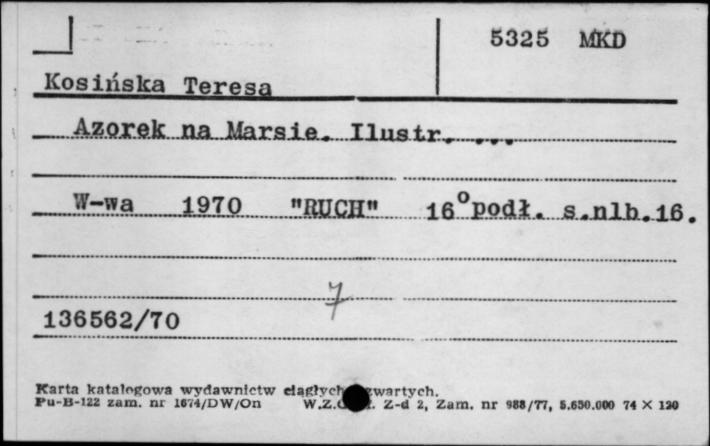 5325 MKD
Kosińska Teresa
Azorek na Marsie. Ilustr. ...
W-wa 1970 "RUCH" 16º podł. s.nlb.16.
7
136562/70
Karta katalogowa wydawnictw ciągłych zwartych.
Pu-B-122 zam. nr 1674/DW/On W.Z.G. Z-d 2, Zam. nr 988/77, 5.650.000 74 X 120